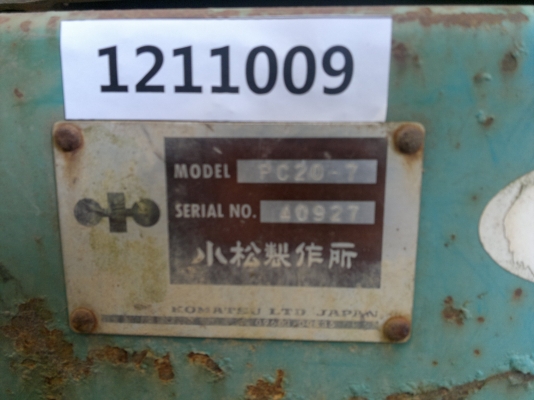 1211009
MODEL PC20-7
SERIAL NO. 40927
小松製作所
KOMATSU LTD JAPAN.